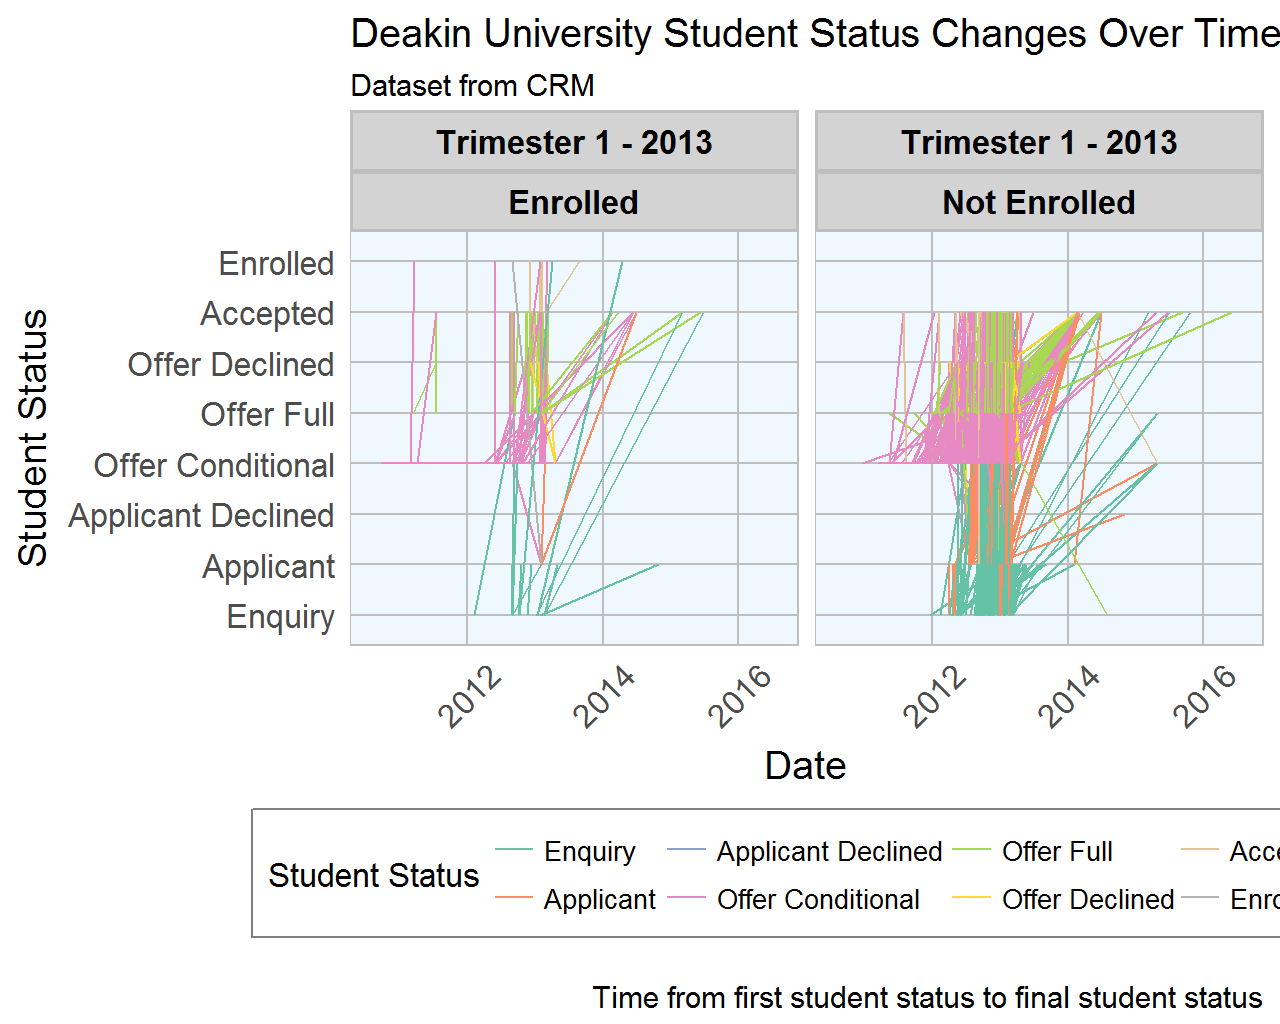 Deakin University Student Status Changes Over Time
Dataset from CRM
Trimester 1 - 2013
Trimester 1 - 2013
Enrolled
Not Enrolled
Student Status
Enrolled
Accepted
Offer Declined
Offer Full
Offer Conditional
Applicant Declined
Applicant
Enquiry
2012
2014
2016
2012
2014
2016
Date
Student Status
Enquiry
Applicant Declined
Offer Full
Acce
Applicant
Offer Conditional
Offer Declined
Enro
Time from first student status to final student status